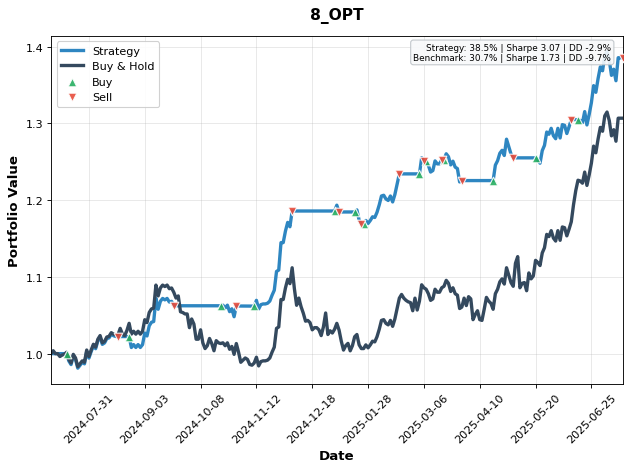 8_OPT
Strategy: 38.5% | Sharpe 3.07 | DD -2.9%
Benchmark: 30.7% | Sharpe 1.73 | DD -9.7%
Strategy
Buy & Hold
Buy
Sell
Portfolio Value
1.4
1.3
1.2
1.1
1.0
2024-07-31
2024-09-03
2024-10-08
2024-11-12
2024-12-18
2025-01-28
2025-03-06
2025-04-10
2025-05-20
2025-06-25
Date